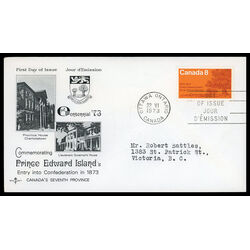 First Day of Issue
Jour d'Emission
Centennial '73
Province House
Charlottetown
Lieutenant Governor's House
Commemorating
Prince Edward Island's
Entry into Confederation in 1873
CANADA'S SEVENTH PROVINCE
OTTAWA ONTARIO
22 VI
1973
CANADA
Canada 8
OF ISSUE
JOUR
D'ÉMISSION
Mr. Robert Battles,
1383 St. Patrick St.,
Victoria, B. C.